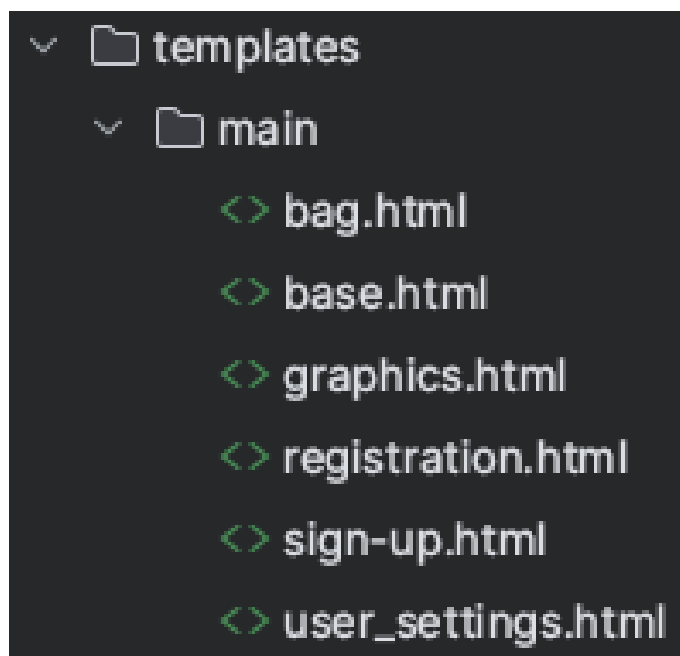 templates
main
bag.html
base.html
graphics.html
registration.html
sign-up.html
user_settings.html